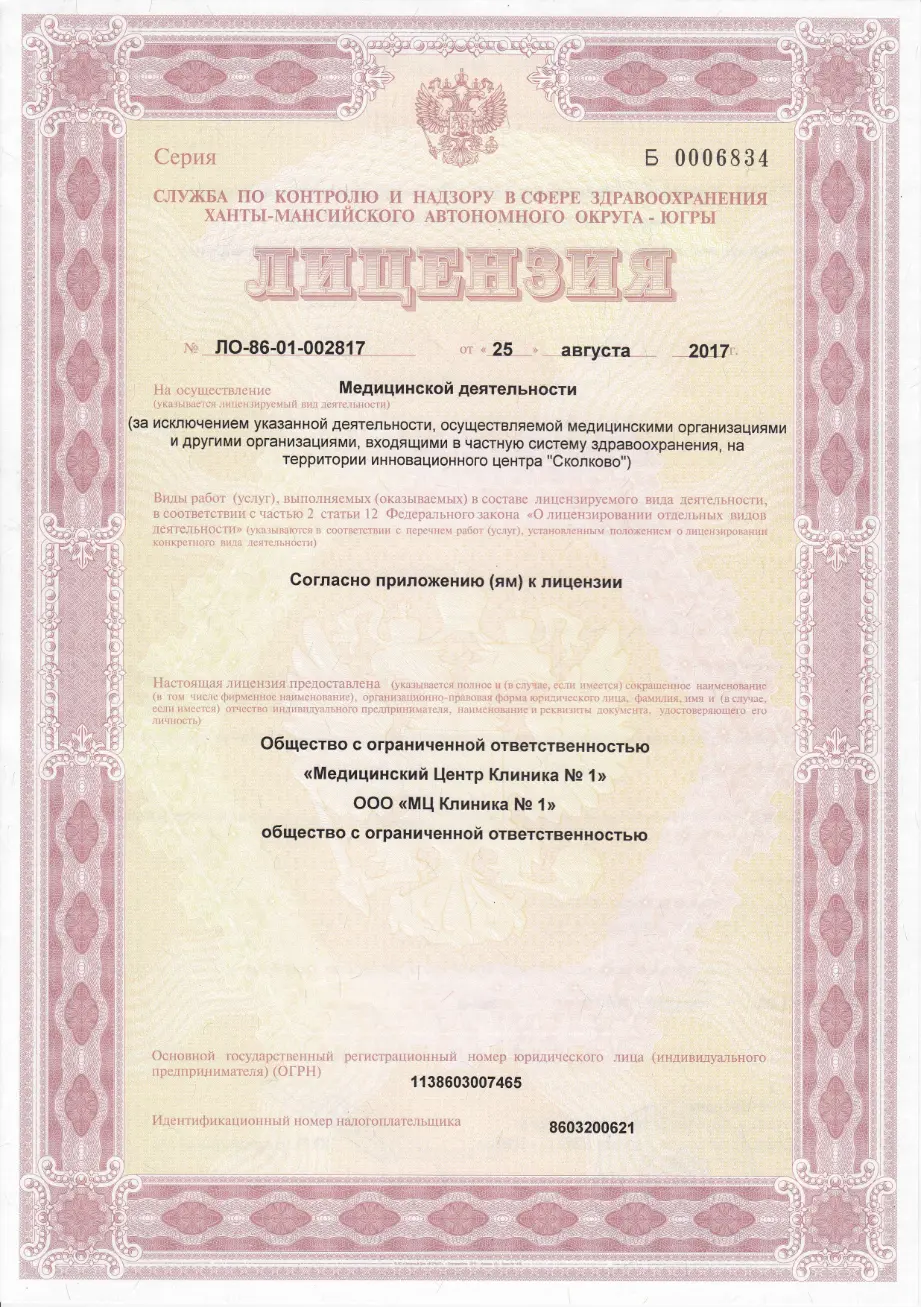 Серия Б 0006834
СЛУЖБА ПО КОНТРОЛЮ И НАДЗОРУ В СФЕРЕ ЗДРАВООХРАНЕНИЯ
ХАНТЫ-МАНСИЙСКОГО АВТОНОМНОГО ОКРУГА - ЮГРЫ
ЛИЦЕНЗИЯ
№ ЛО-86-01-002817 от « 25 » августа 2017 г.
На осуществление Медицинской деятельности
(указывается лицензируемый вид деятельности)
(за исключением указанной деятельности, осуществляемой медицинскими организациями
и другими организациями, входящими в частную систему здравоохранения, на
территории инновационного центра "Сколково")
Виды работ (услуг), выполняемых (оказываемых) в составе лицензируемого вида деятельности,
в соответствии с частью 2 статьи 12 Федерального закона «О лицензировании отдельных видов
деятельности» (указываются в соответствии с перечнем работ (услуг), установленным положением о лицензировании
конкретного вида деятельности)
Согласно приложению (ям) к лицензии
Настоящая лицензия предоставлена (указывается полное и (в случае, если имеется) сокращенное наименование
(в том числе фирменное наименование), организационно-правовая форма юридического лица, фамилия, имя и (в случае,
если имеется) отчество индивидуального предпринимателя, наименование и реквизиты документа, удостоверяющего его
личность)
Общество с ограниченной ответственностью
«Медицинский Центр Клиника № 1»
ООО «МЦ Клиника № 1»
общество с ограниченной ответственностью
Основной государственный регистрационный номер юридического лица (индивидуального
предпринимателя) (ОГРН)
1138603007465
Идентификационный номер налогоплательщика 8603200621